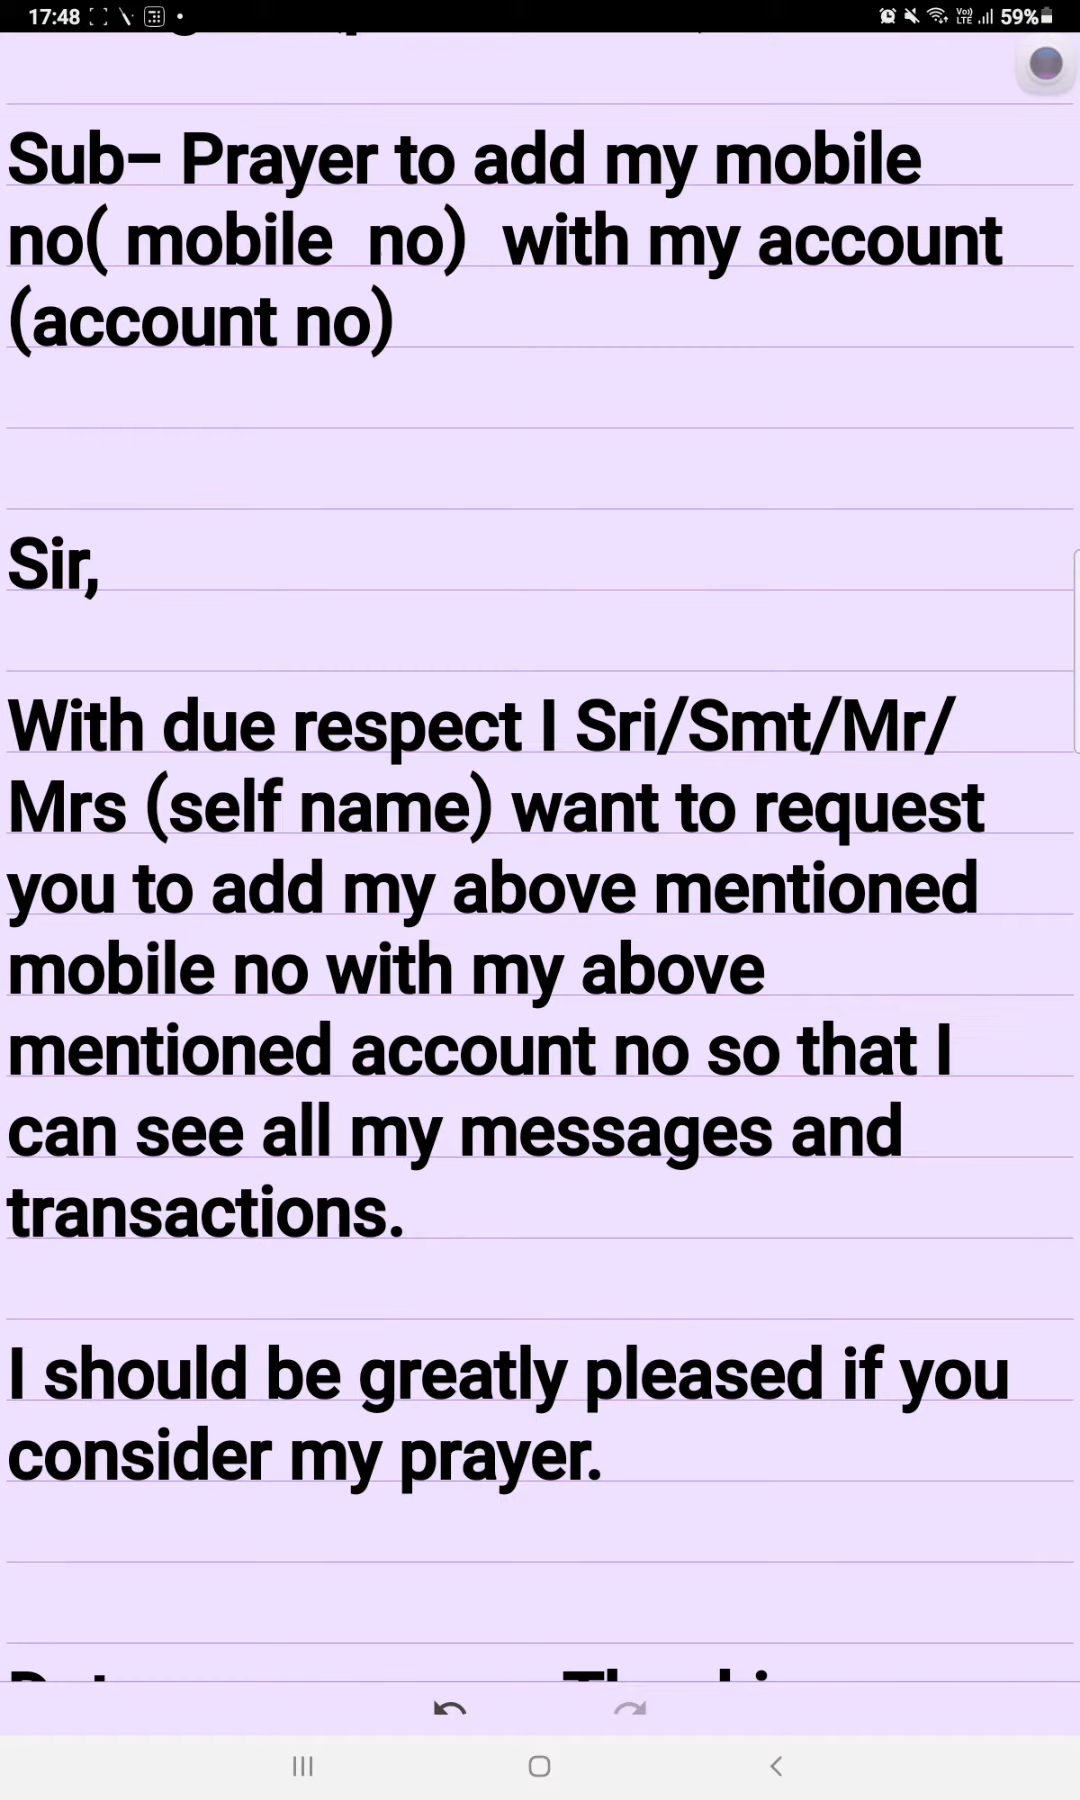 17:48
Vo))
LTE
59%
Sub– Prayer to add my mobile
no( mobile  no)  with my account
(account no)
Sir,
With due respect I Sri/Smt/Mr/
Mrs (self name) want to request
you to add my above mentioned
mobile no with my above
mentioned account no so that I
can see all my messages and
transactions.
I should be greatly pleased if you
consider my prayer.